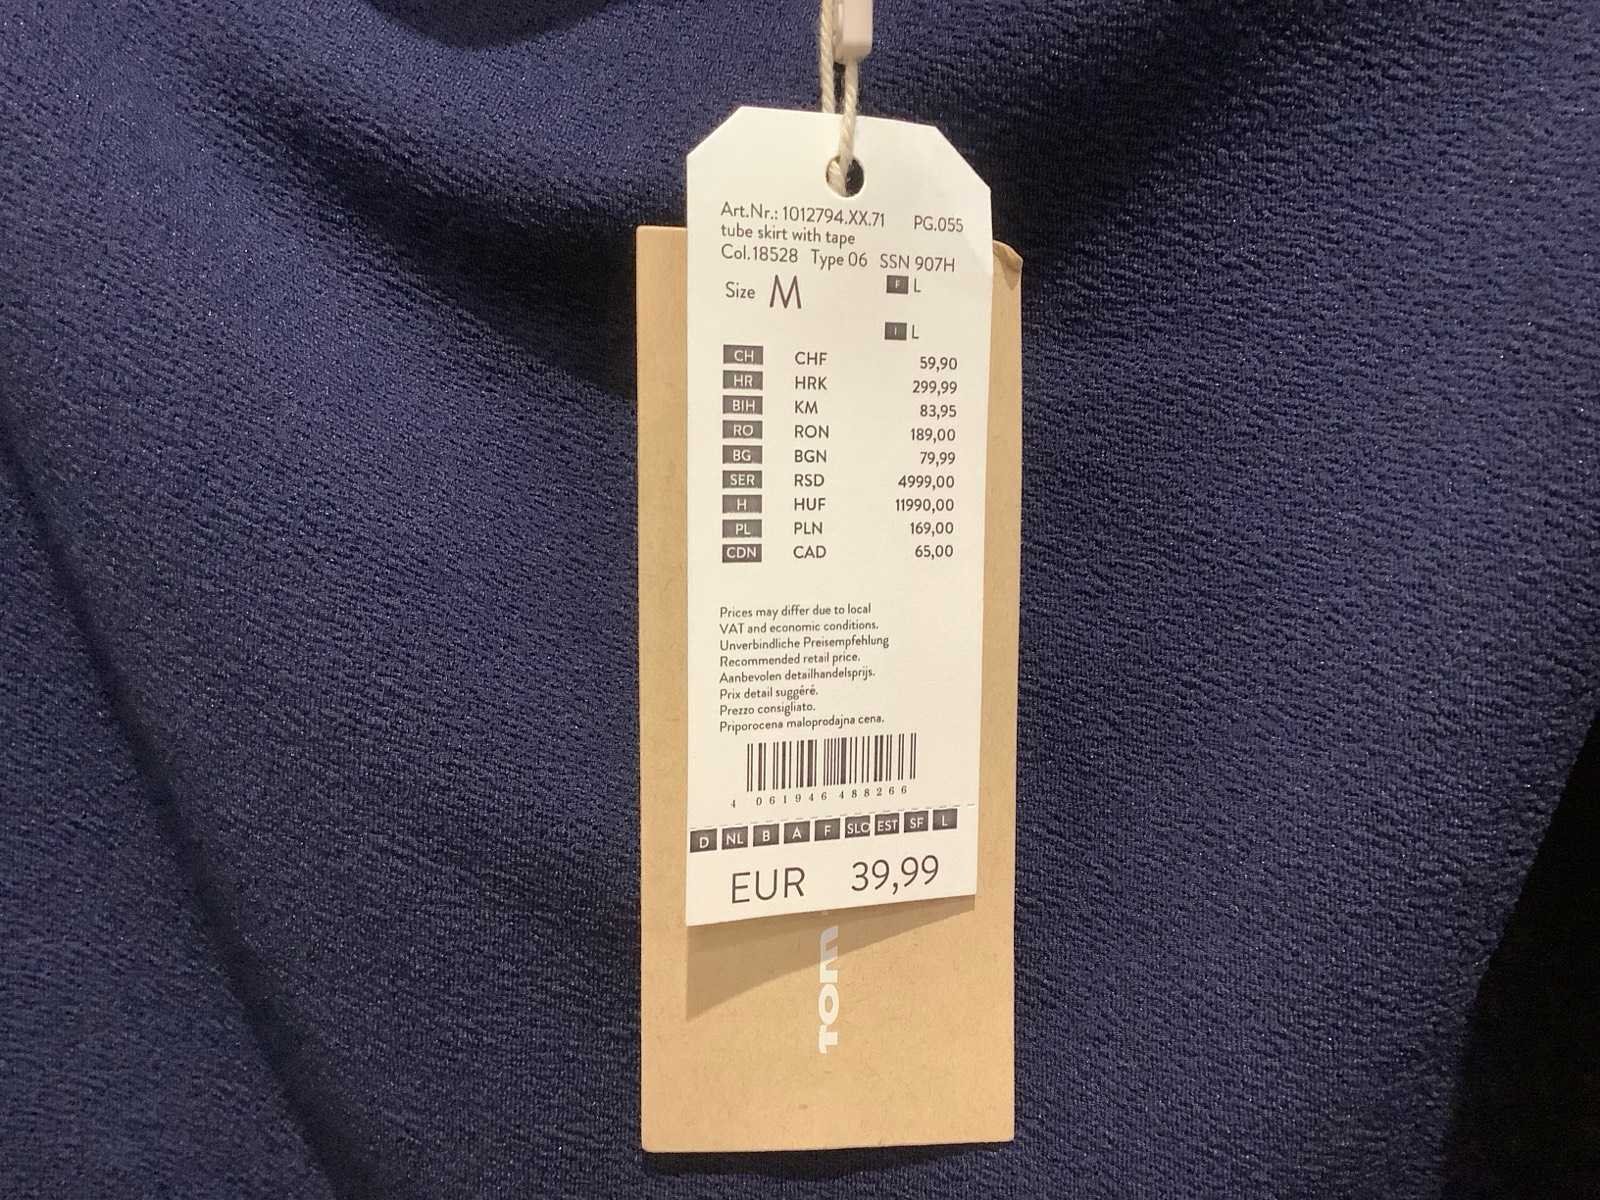 Art.Nr.: 1012794.XX.71 PG.055
tube skirt with tape
Col.18528 Type 06 SSN 907H
Size M F L
I L
CH CHF 59,90
HR HRK 299,99
BIH KM 83,95
RO RON 189,00
BG BGN 79,99
SER RSD 4999,00
H HUF 11990,00
PL PLN 169,00
CDN CAD 65,00
Prices may differ due to local
VAT and economic conditions.
Unverbindliche Preisempfehlung
Recommended retail price.
Aanbevolen detailhandelsprijs.
Prix detail suggéré.
Prezzo consigliato.
Priporocena maloprodajna cena.
4 061946 488266
D NL B A F SLO EST SF L
EUR 39,99
TOM